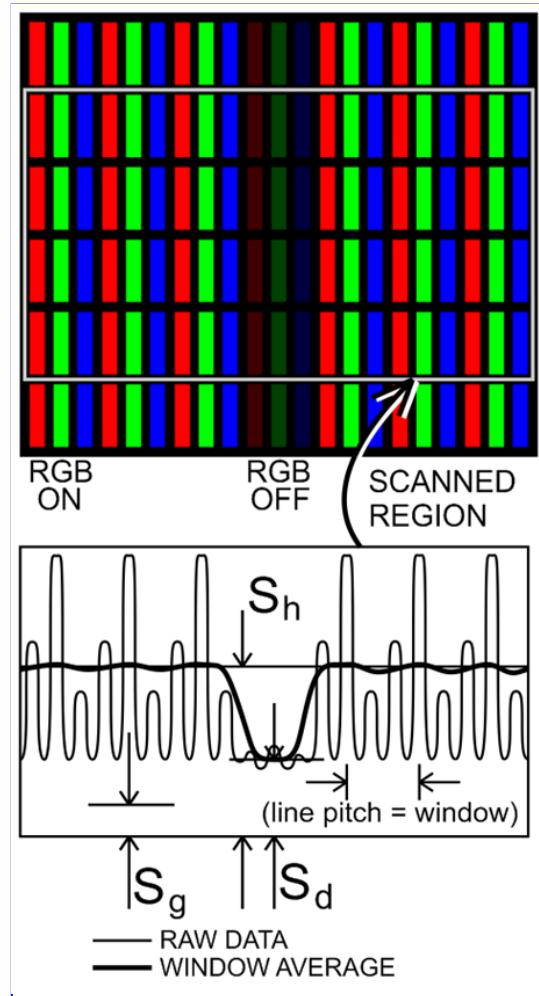 RGB
ON
RGB
OFF
SCANNED
REGION
Sh
(line pitch = window)
Sg
Sd
RAW DATA
WINDOW AVERAGE